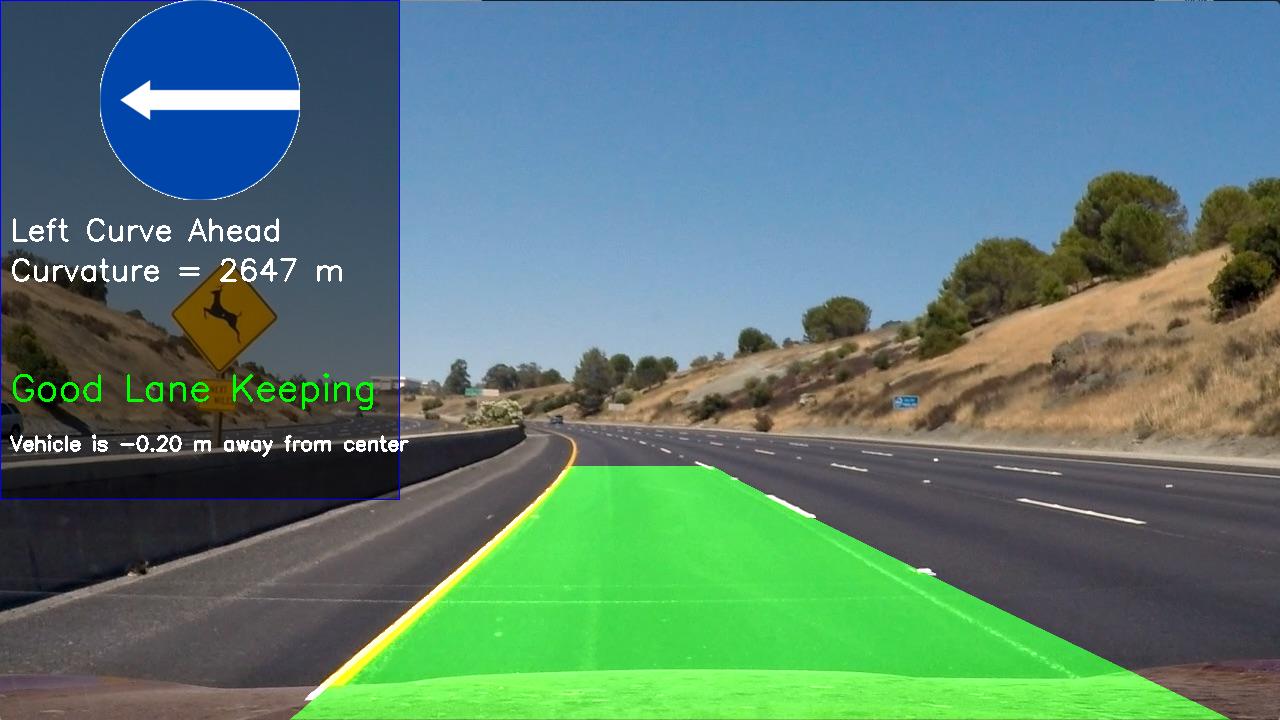 Left Curve Ahead
Curvature = 2647 m
Good Lane Keeping
Vehicle is -0.20 m away from center